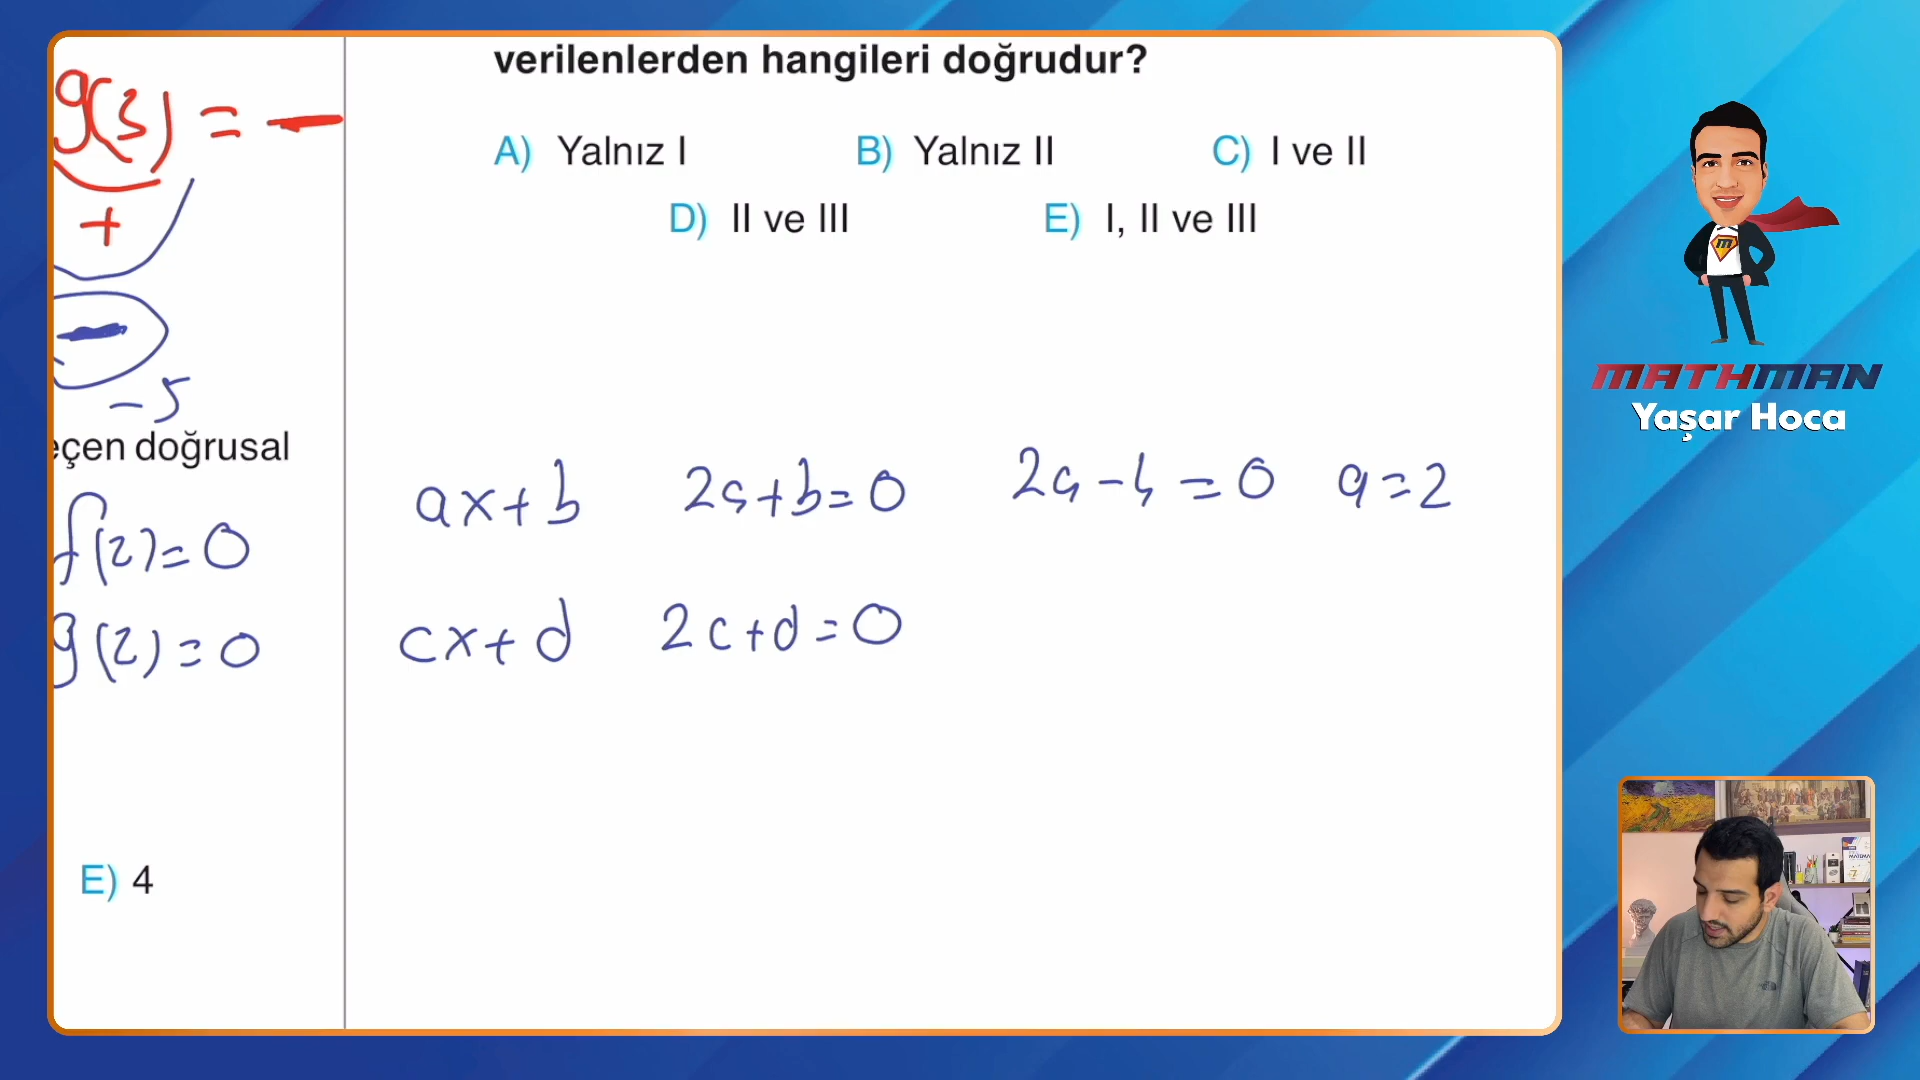 verilenlerden hangileri doğrudur?
g(3) = -
A) Yalnız I B) Yalnız II C) I ve II
+
D) II ve III E) I, II ve III
-
-5
eçen doğrusal
ax+b 2a+b=0 2a-4=0 a=2
f(2)=0
g(2)=0 cx+d 2c+d=0
E) 4
m
MATHMAN
Yaşar Hoca